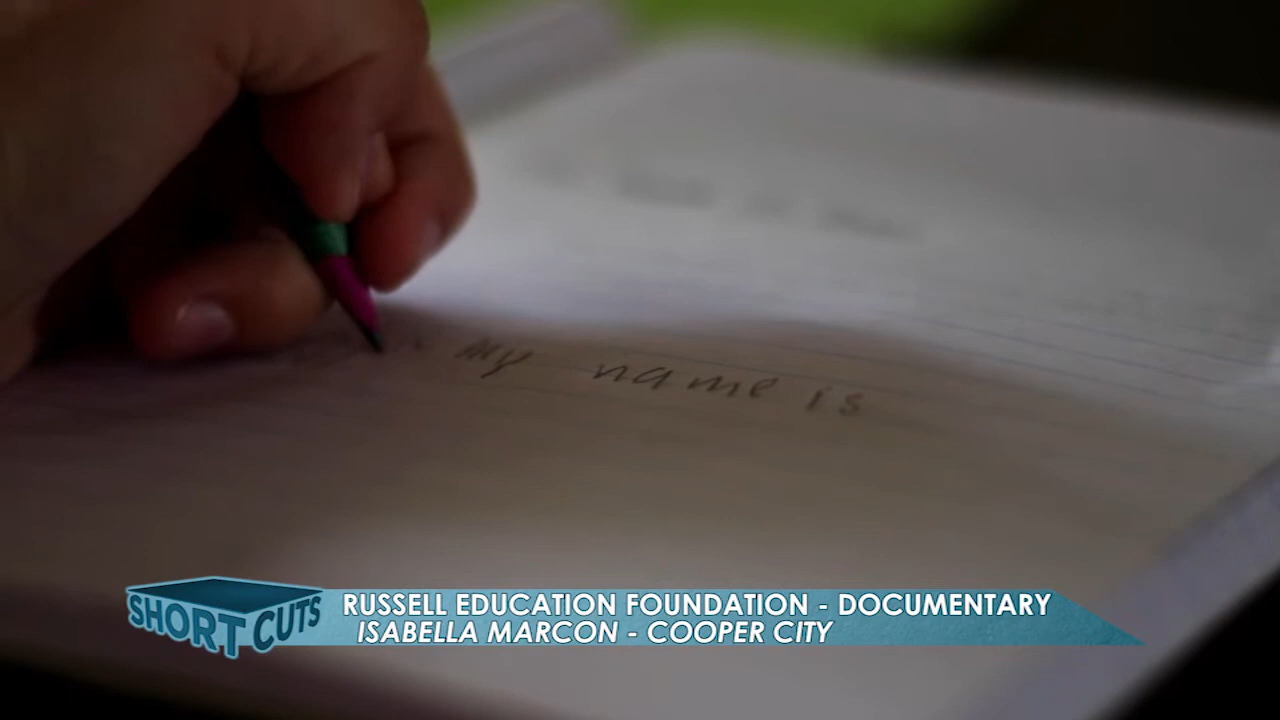 My name is
SHORT CUTS
RUSSELL EDUCATION FOUNDATION - DOCUMENTARY
ISABELLA MARCON - COOPER CITY